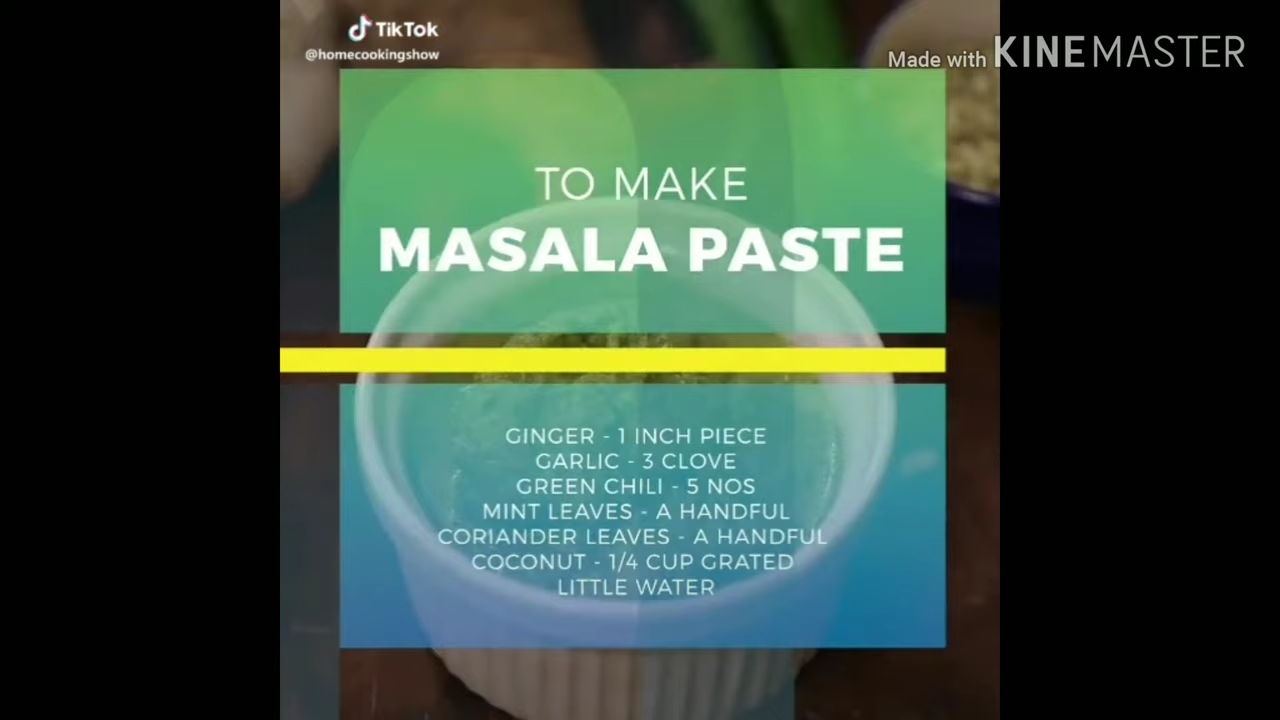 TikTok
@homecookingshow
Made with KINEMASTER
TO MAKE
MASALA PASTE
GINGER - 1 INCH PIECE
GARLIC - 3 CLOVE
GREEN CHILI - 5 NOS
MINT LEAVES - A HANDFUL
CORIANDER LEAVES - A HANDFUL
COCONUT - 1/4 CUP GRATED
LITTLE WATER